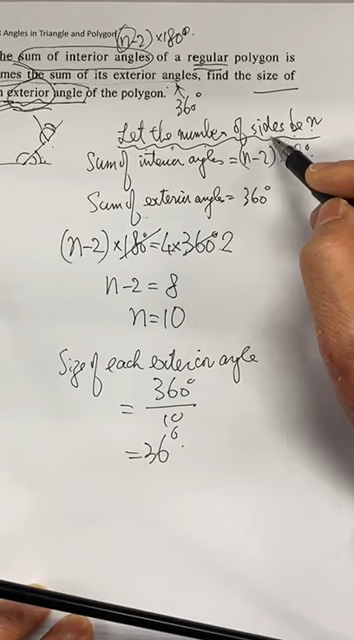 Angles in Triangle and Polygon (n-2)×180°
he sum of interior angles of a regular polygon is
mes the sum of its exterior angles, find the size of
exterior angle of the polygon.
360°
Let the number of sides be n
Sum of interior angles = (n-2)
Sum of exterior angle = 360°
(n-2)×180°=4×360° 2
n-2 = 8
n=10
Size of each exterior angle
= 360°/10
=36°.